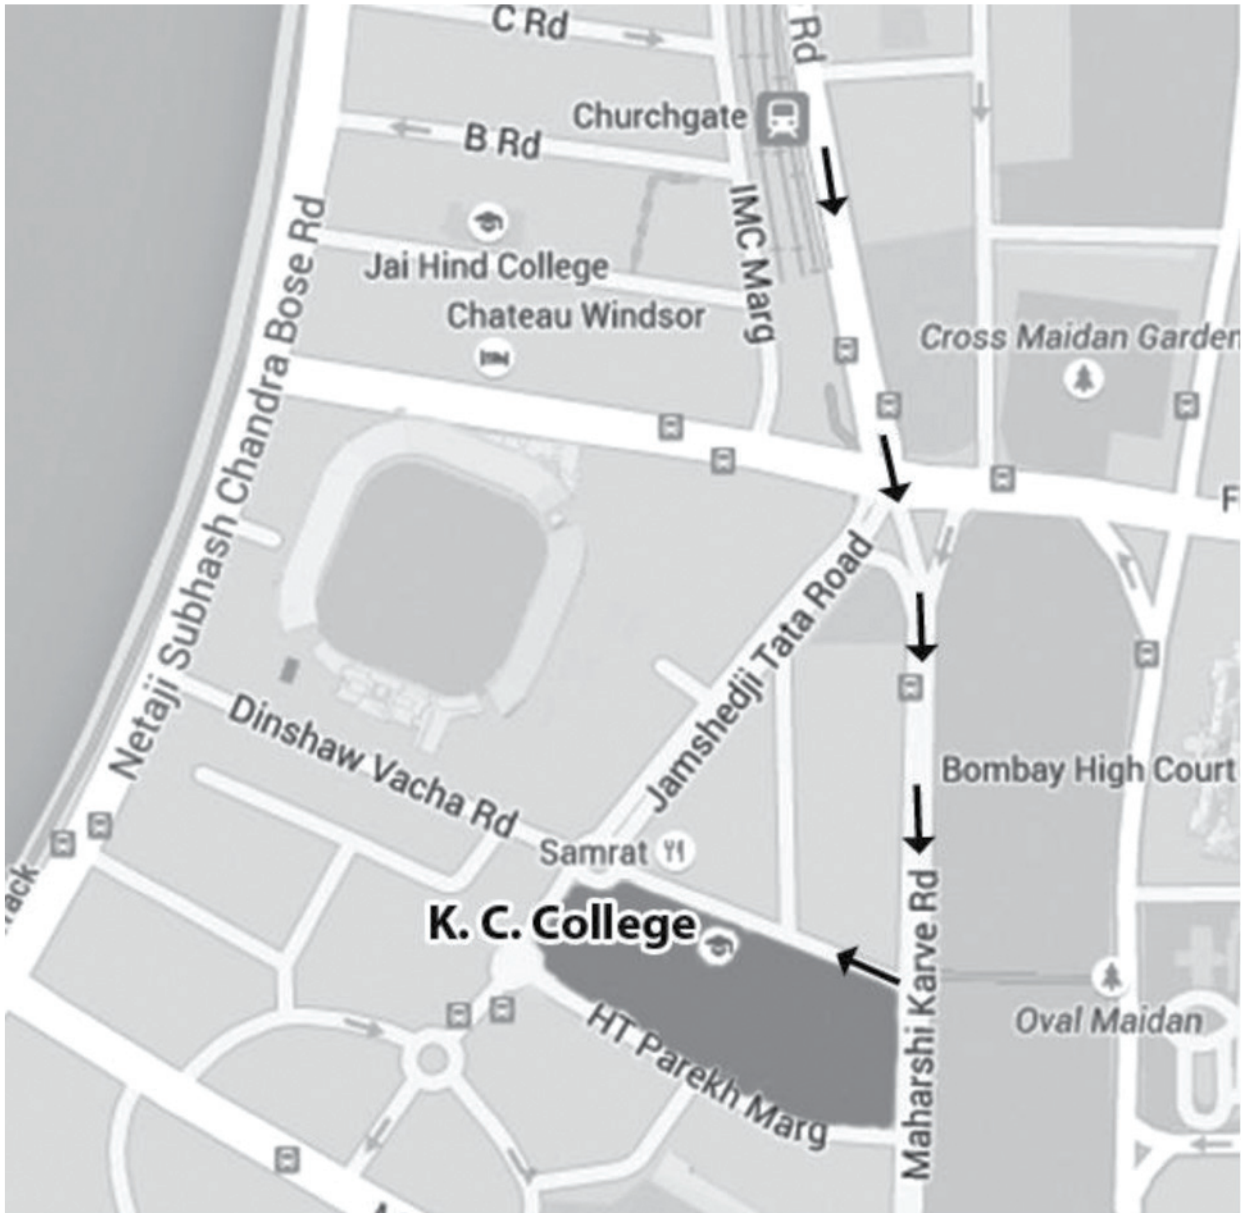 C Rd
Rd
Churchgate
B Rd
IMC Marg
Jai Hind College
Chateau Windsor
Cross Maidan Garden
Netaji Subhash Chandra Bose Rd
F
Jamshedji Tata Road
Dinshaw Vacha Rd
Bombay High Court
Samrat
K. C. College
Maharshi Karve Rd
HT Parekh Marg
Oval Maidan